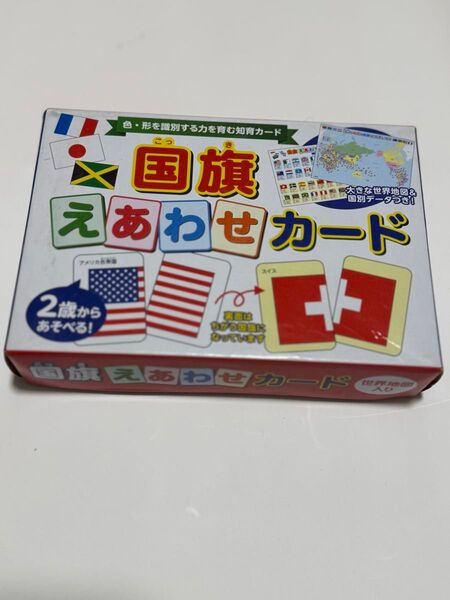 色・形を識別する力を育む知育カード
こっ き
国旗
えあわせカード
大きな世界地図&
国別データつき!
アメリカ合衆国
スイス
2歳から
あそべる!
裏面は
ちがう国旗に
なっています
国旗えあわせカード
世界地図
入り